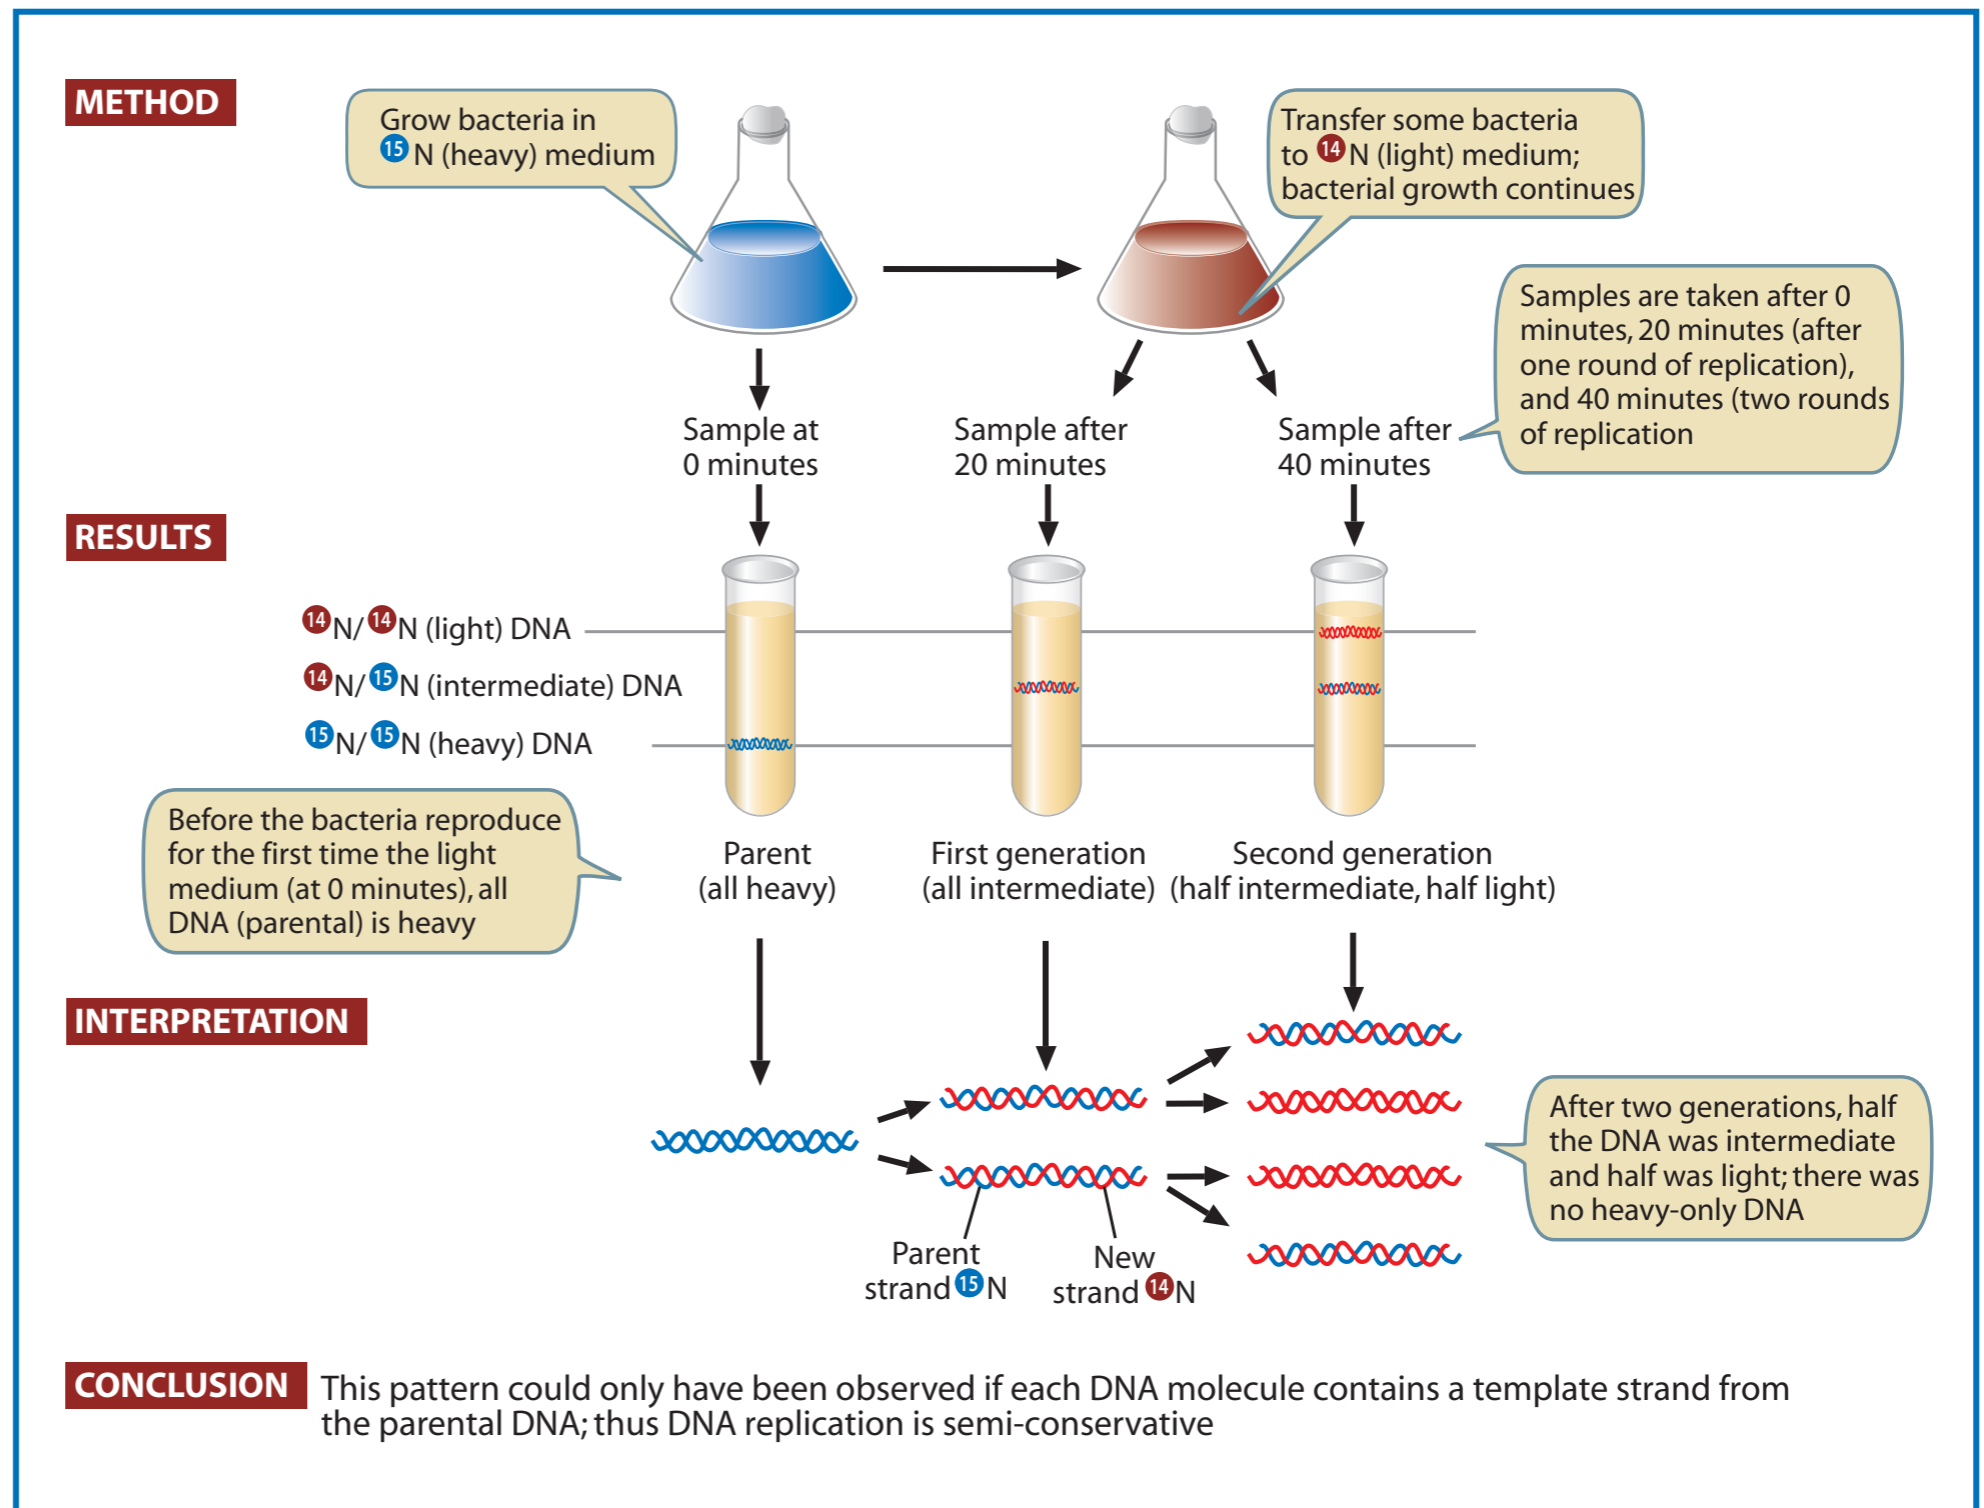 METHOD
Grow bacteria in
15 N (heavy) medium
Transfer some bacteria
to 14 N (light) medium;
bacterial growth continues
Samples are taken after 0
minutes, 20 minutes (after
one round of replication),
and 40 minutes (two rounds
of replication
Sample at
0 minutes
Sample after
20 minutes
Sample after
40 minutes
RESULTS
14 N/ 14 N (light) DNA
14 N/ 15 N (intermediate) DNA
15 N/ 15 N (heavy) DNA
Before the bacteria reproduce
for the first time the light
medium (at 0 minutes), all
DNA (parental) is heavy
Parent
(all heavy)
First generation
(all intermediate)
Second generation
(half intermediate, half light)
INTERPRETATION
After two generations, half
the DNA was intermediate
and half was light; there was
no heavy-only DNA
Parent
strand 15 N
New
strand 14 N
CONCLUSION
This pattern could only have been observed if each DNA molecule contains a template strand from
the parental DNA; thus DNA replication is semi-conservative